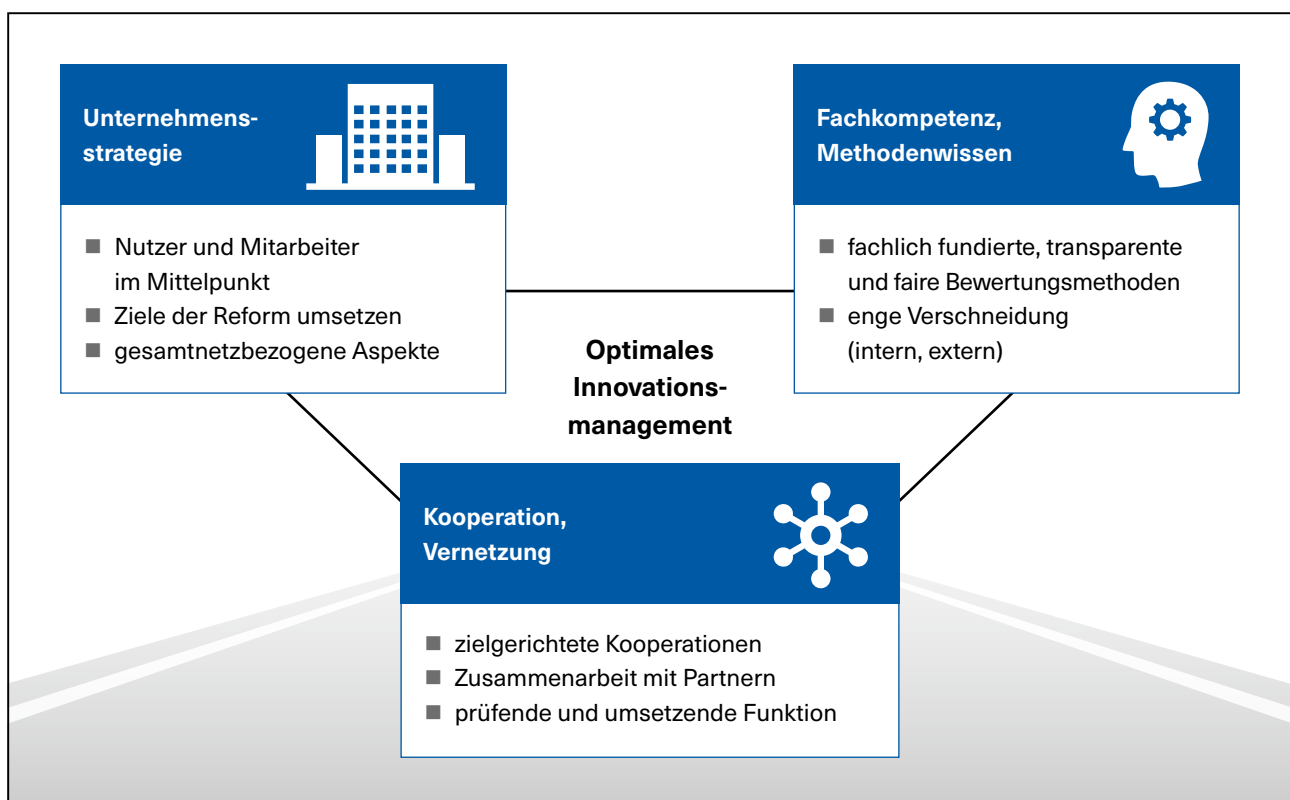 Unternehmens-
strategie
Nutzer und Mitarbeiter
im Mittelpunkt
Ziele der Reform umsetzen
gesamtnetzbezogene Aspekte
Fachkompetenz,
Methodenwissen
fachlich fundierte, transparente
und faire Bewertungsmethoden
enge Verschneidung
(intern, extern)
Optimales
Innovations-
management
Kooperation,
Vernetzung
zielgerichtete Kooperationen
Zusammenarbeit mit Partnern
prüfende und umsetzende Funktion